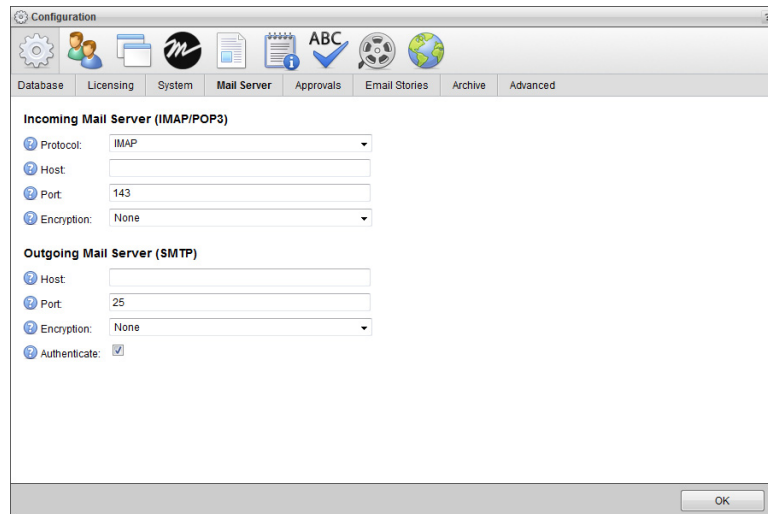 Configuration
ABC
Database Licensing System Mail Server Approvals Email Stories Archive Advanced
Incoming Mail Server (IMAP/POP3)
? Protocol: IMAP
? Host:
? Port: 143
? Encryption: None
Outgoing Mail Server (SMTP)
? Host:
? Port: 25
? Encryption: None
? Authenticate:
OK